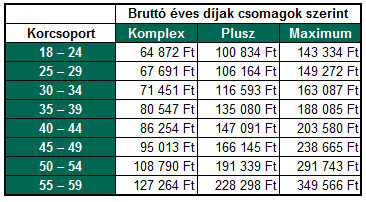 Bruttó éves díjak csomagok szerint
Korcsoport Komplex Plusz Maximum
18 – 24 64 872 Ft 100 834 Ft 143 334 Ft
25 – 29 67 691 Ft 106 164 Ft 149 272 Ft
30 – 34 71 451 Ft 116 593 Ft 163 087 Ft
35 – 39 80 547 Ft 135 080 Ft 188 085 Ft
40 – 44 86 254 Ft 147 091 Ft 203 580 Ft
45 – 49 95 013 Ft 166 145 Ft 238 665 Ft
50 – 54 108 790 Ft 191 339 Ft 291 743 Ft
55 – 59 127 264 Ft 228 298 Ft 349 566 Ft